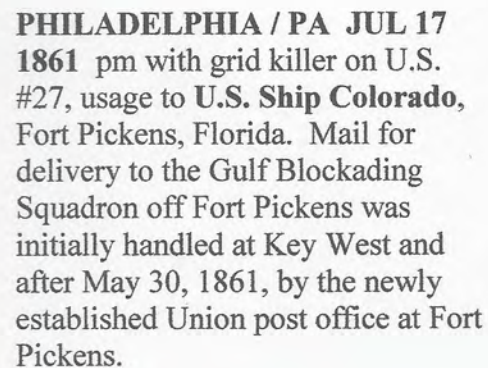 PHILADELPHIA / PA JUL 17
1861 pm with grid killer on U.S.
#27, usage to U.S. Ship Colorado,
Fort Pickens, Florida. Mail for
delivery to the Gulf Blockading
Squadron off Fort Pickens was
initially handled at Key West and
after May 30, 1861, by the newly
established Union post office at Fort
Pickens.